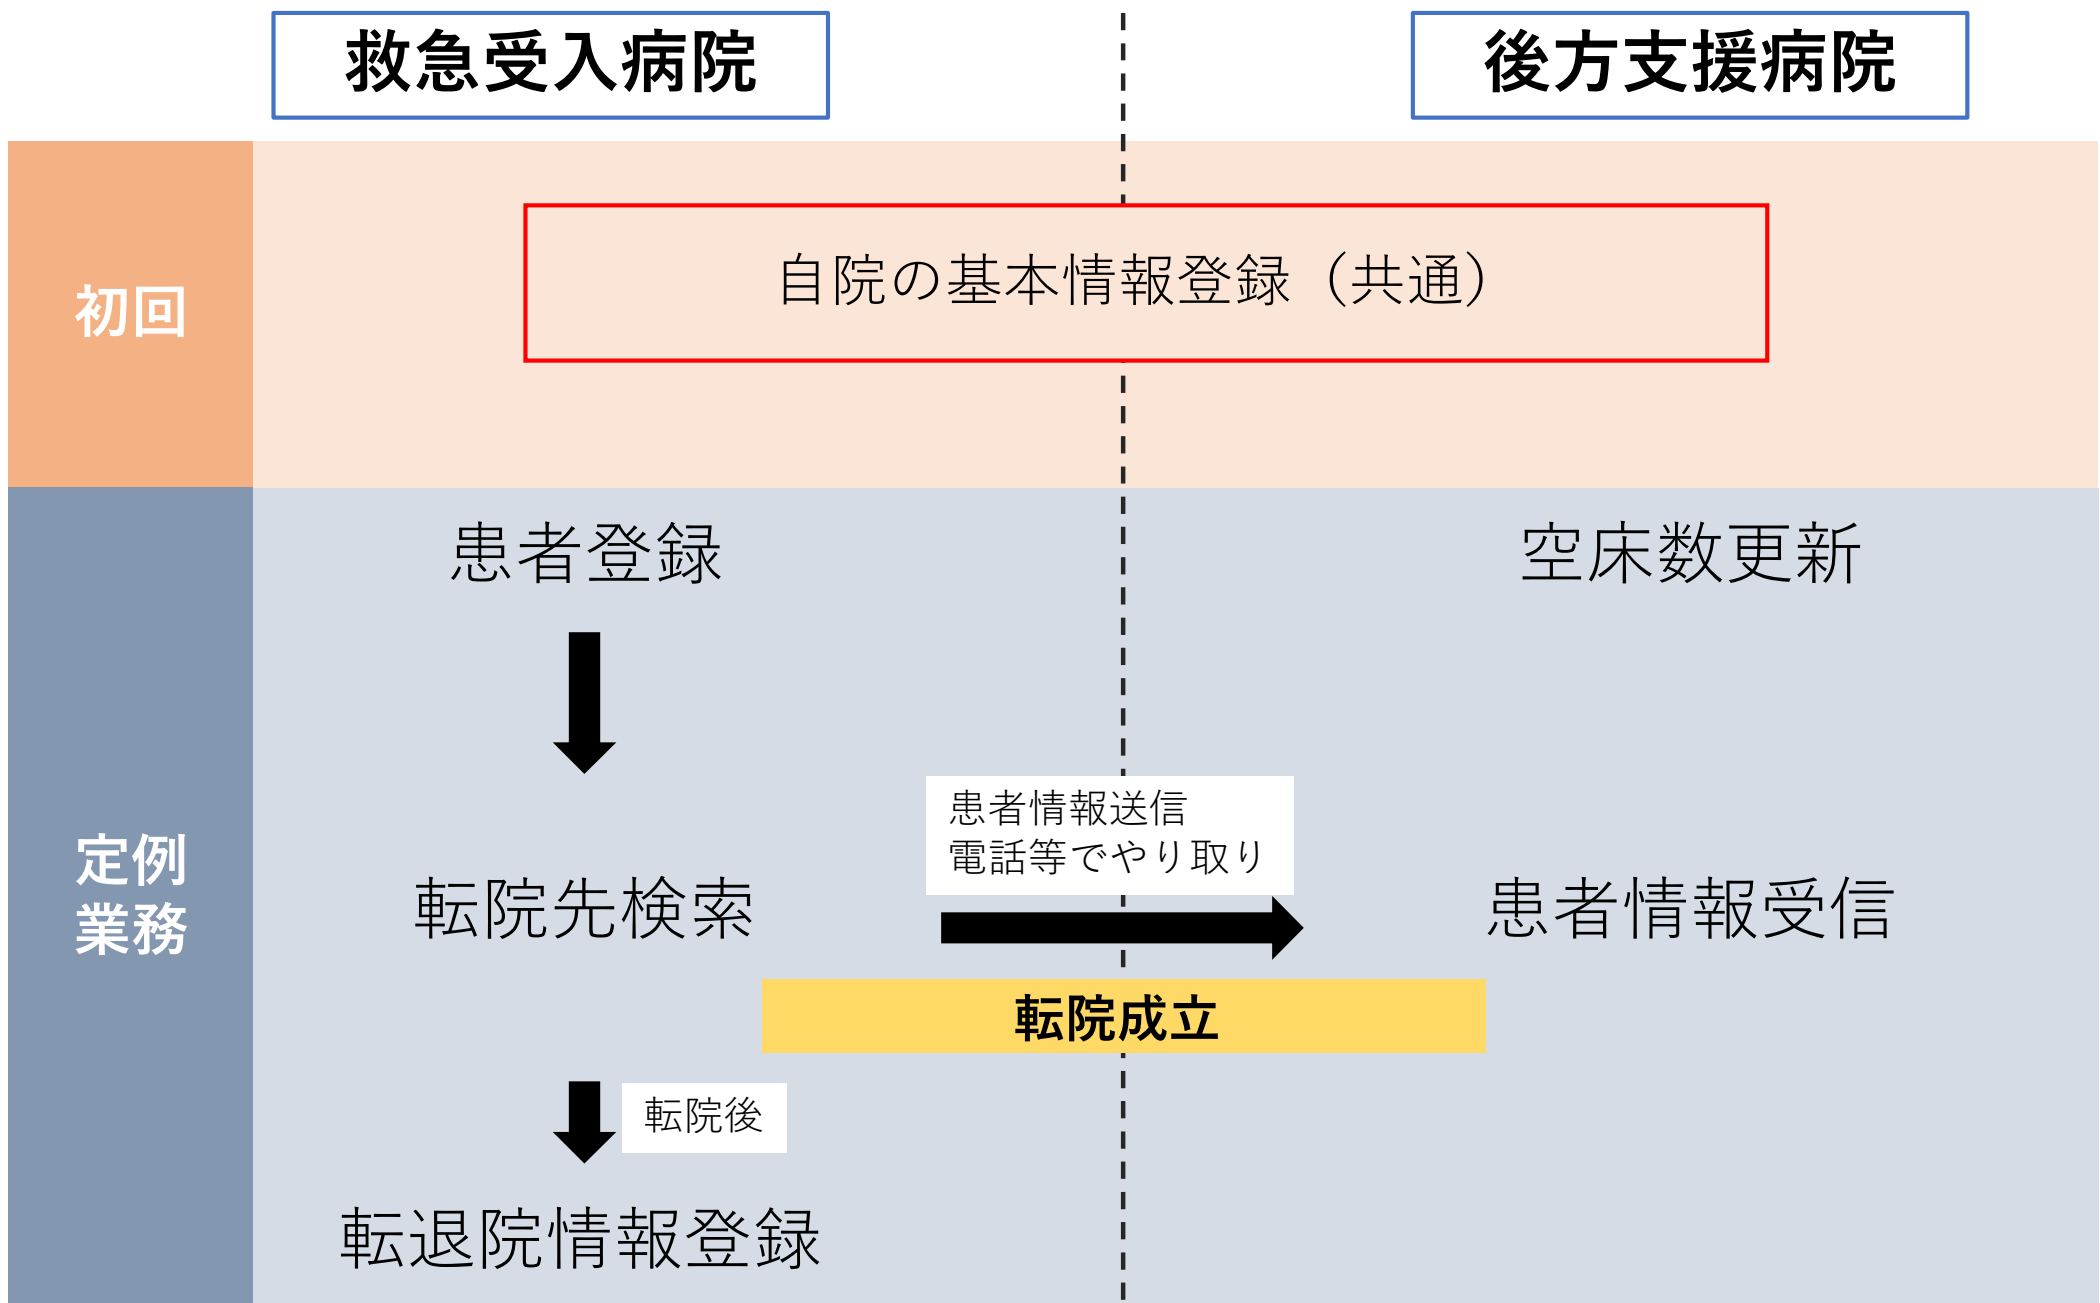 救急受入病院
後方支援病院
初回
自院の基本情報登録（共通）
定例
業務
患者登録
空床数更新
転院先検索
患者情報送信
電話等でやり取り
患者情報受信
転院成立
転院後
転退院情報登録